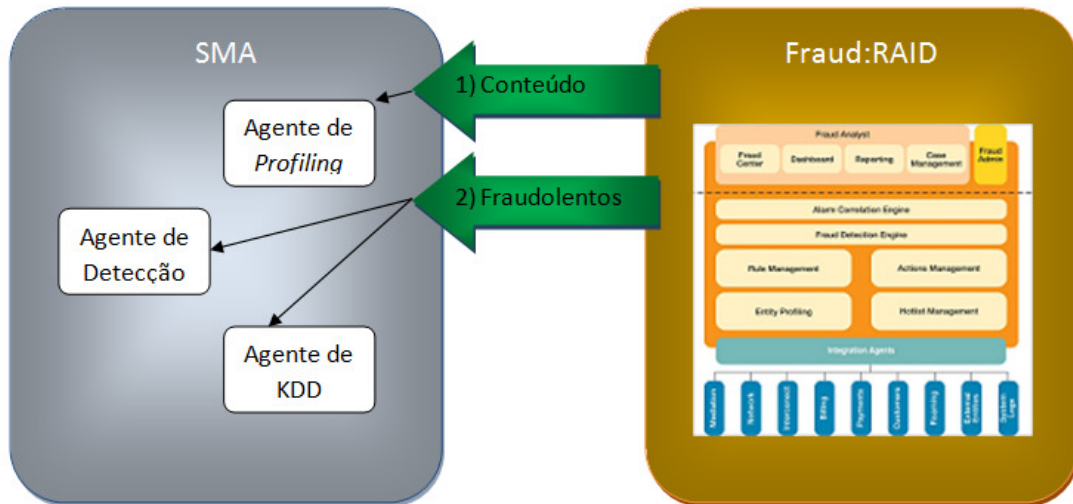 SMA
Fraud:RAID
1) Conteúdo
Agente de
Profiling
2) Fraudolentos
Agente de
Detecção
Agente de
KDD
Fraud Analyst
Fraud
Center
Dashboard
Reporting
Case
Management
Fraud
Admin
Alarm Correlation Engine
Fraud Detection Engine
Rule Management
Actions Management
Entity Profiling
Hotlist Management
Integration Agents
Mediation
Network
Interconnect
Billing
Payments
Customers
Roaming
External
Entities
System
Logs